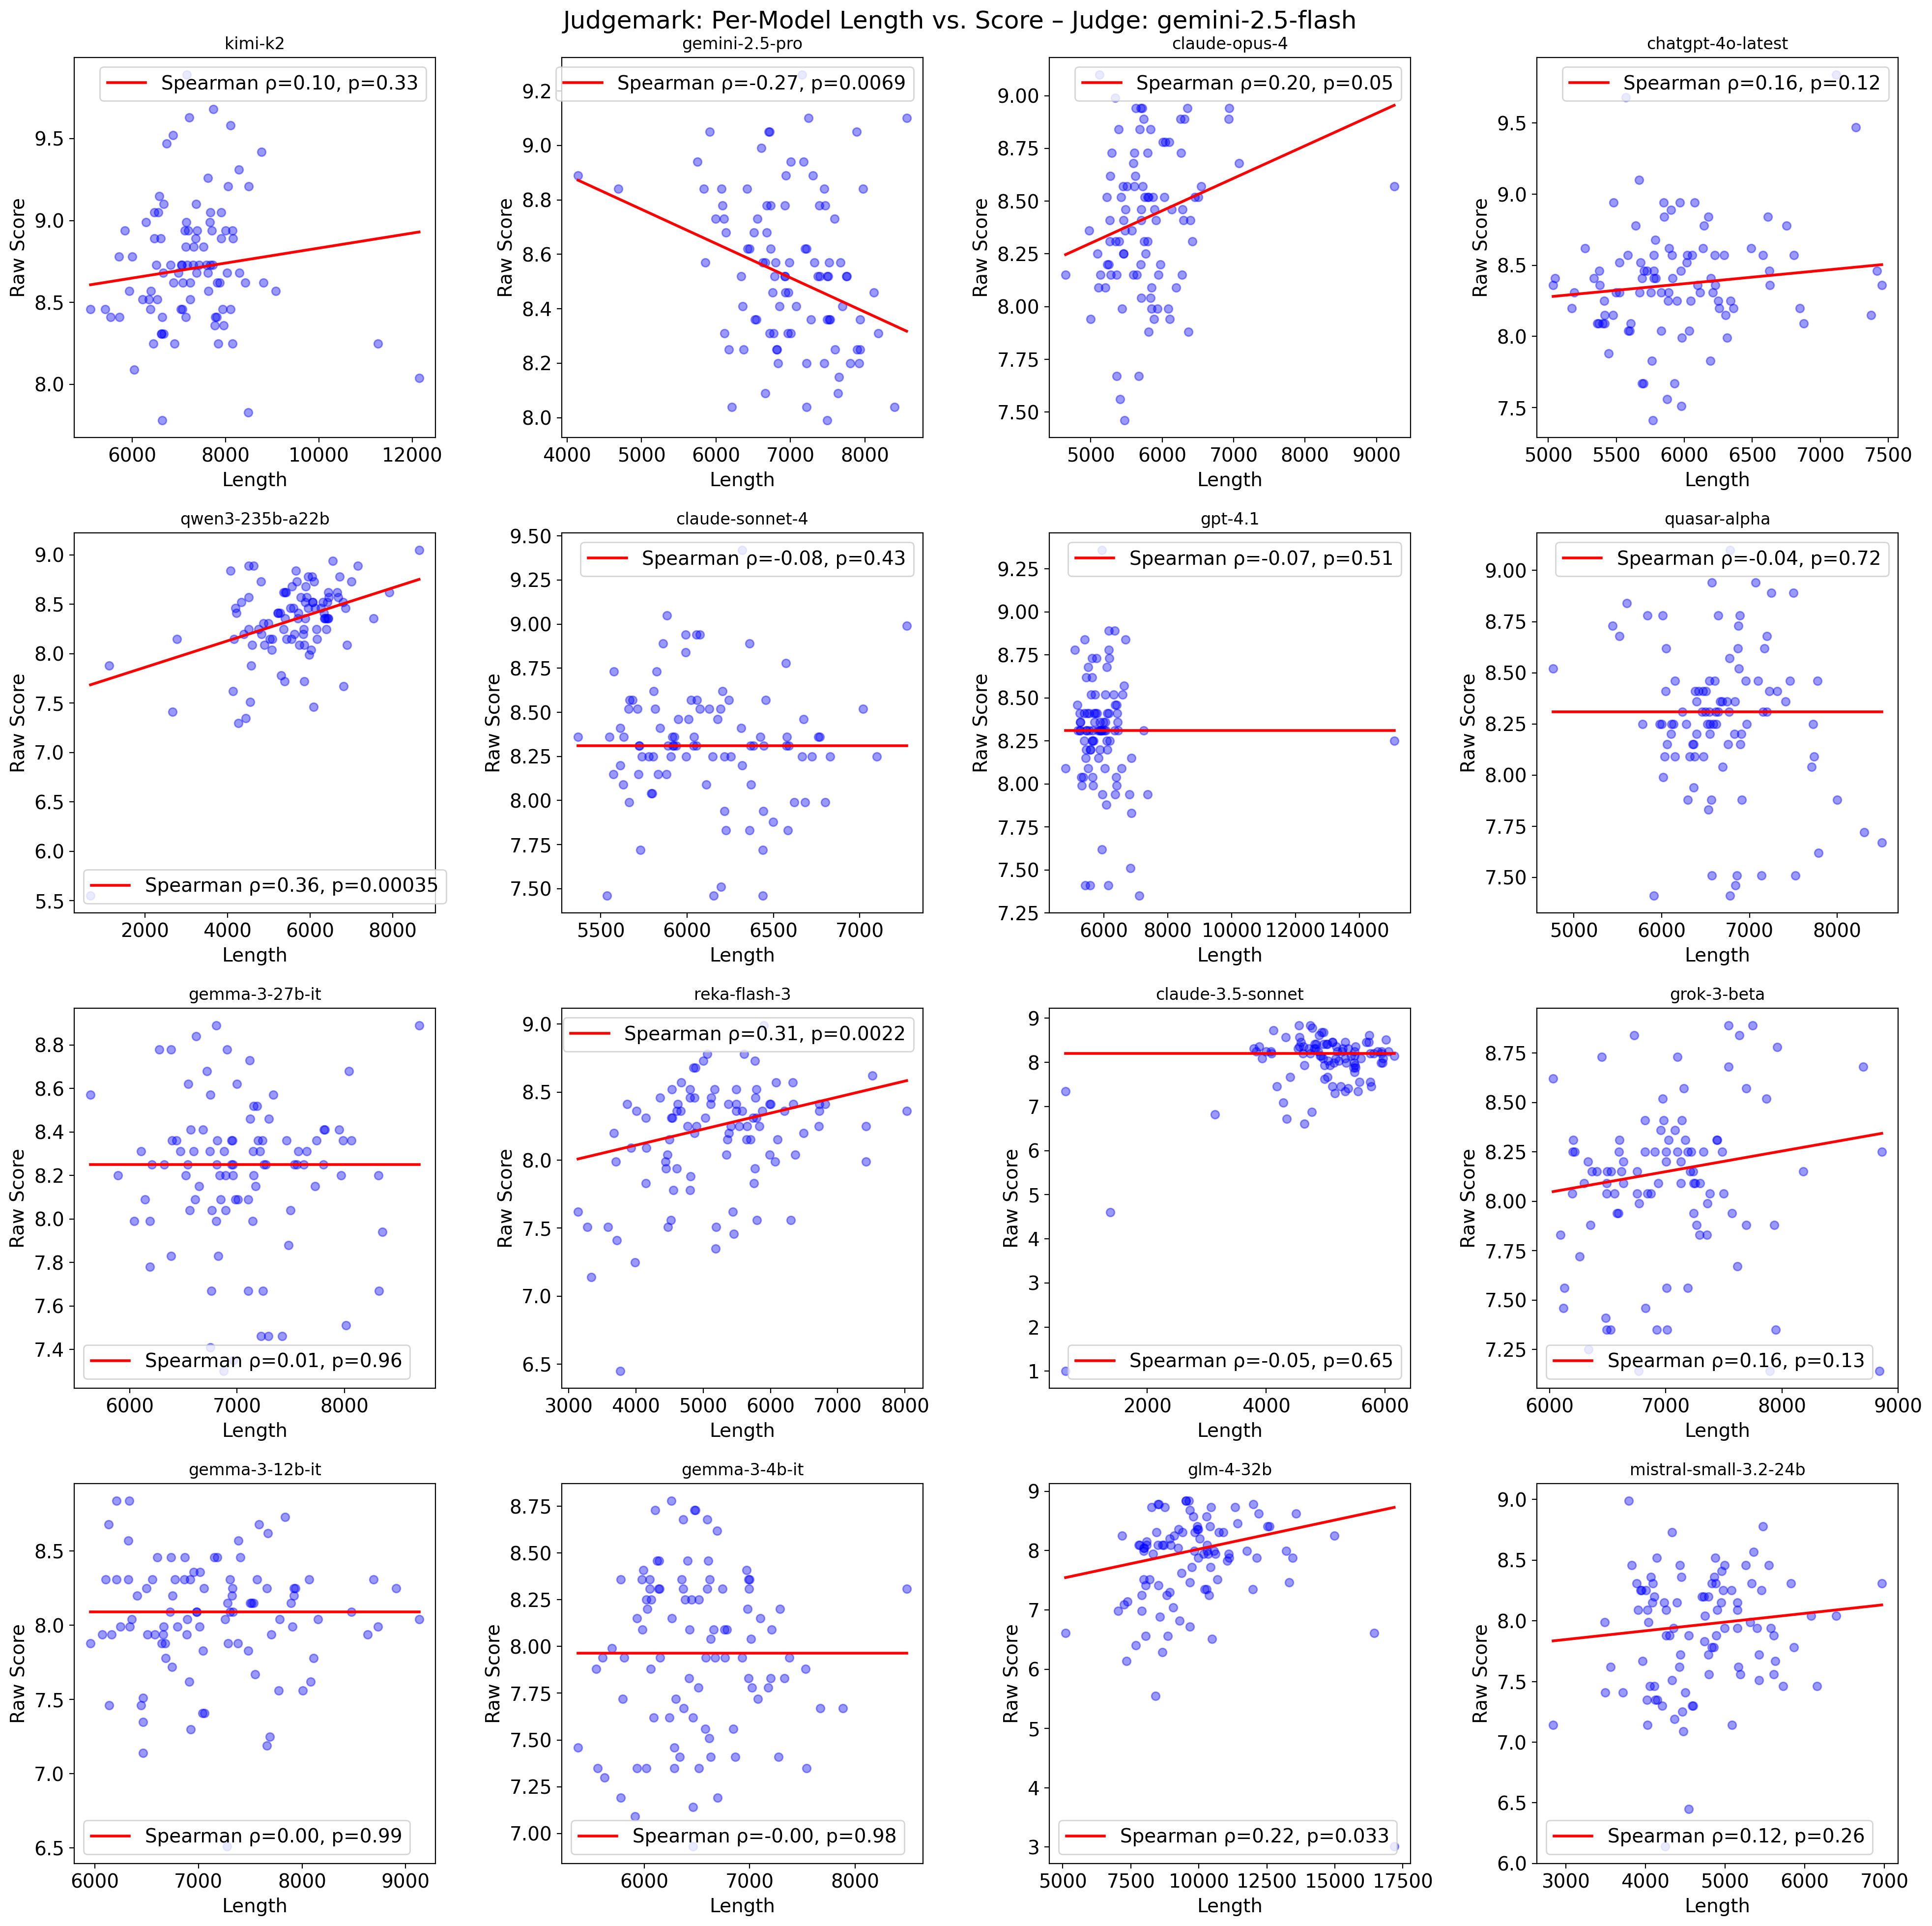 Judgemark: Per-Model Length vs. Score – Judge: gemini-2.5-flash
kimi-k2
Spearman ρ=0.10, p=0.33
Raw Score
9.5
9.0
8.5
8.0
6000 8000 10000 12000
Length
gemini-2.5-pro
Spearman ρ=-0.27, p=0.0069
Raw Score
9.2
9.0
8.8
8.6
8.4
8.2
8.0
4000 5000 6000 7000 8000
Length
claude-opus-4
Spearman ρ=0.20, p=0.05
Raw Score
9.00
8.75
8.50
8.25
8.00
7.75
7.50
5000 6000 7000 8000 9000
Length
chatgpt-4o-latest
Spearman ρ=0.16, p=0.12
Raw Score
9.5
9.0
8.5
8.0
7.5
5000 5500 6000 6500 7000 7500
Length
qwen3-235b-a22b
Raw Score
9.0
8.5
8.0
7.5
7.0
6.5
6.0
5.5
Spearman ρ=0.36, p=0.00035
2000 4000 6000 8000
Length
claude-sonnet-4
Spearman ρ=-0.08, p=0.43
Raw Score
9.50
9.25
9.00
8.75
8.50
8.25
8.00
7.75
7.50
5500 6000 6500 7000
Length
gpt-4.1
Spearman ρ=-0.07, p=0.51
Raw Score
9.25
9.00
8.75
8.50
8.25
8.00
7.75
7.50
7.25
6000 8000 10000 12000 14000
Length
quasar-alpha
Spearman ρ=-0.04, p=0.72
Raw Score
9.00
8.75
8.50
8.25
8.00
7.75
7.50
5000 6000 7000 8000
Length
gemma-3-27b-it
Raw Score
8.8
8.6
8.4
8.2
8.0
7.8
7.6
7.4
Spearman ρ=0.01, p=0.96
6000 7000 8000
Length
reka-flash-3
Spearman ρ=0.31, p=0.0022
Raw Score
9.0
8.5
8.0
7.5
7.0
6.5
3000 4000 5000 6000 7000 8000
Length
claude-3.5-sonnet
Raw Score
9
8
7
6
5
4
3
2
1
Spearman ρ=-0.05, p=0.65
2000 4000 6000
Length
grok-3-beta
Raw Score
8.75
8.50
8.25
8.00
7.75
7.50
7.25
Spearman ρ=0.16, p=0.13
6000 7000 8000 9000
Length
gemma-3-12b-it
Raw Score
8.5
8.0
7.5
7.0
6.5
Spearman ρ=0.00, p=0.99
6000 7000 8000 9000
Length
gemma-3-4b-it
Raw Score
8.75
8.50
8.25
8.00
7.75
7.50
7.25
7.00
Spearman ρ=-0.00, p=0.98
6000 7000 8000
Length
glm-4-32b
Raw Score
9
8
7
6
5
4
3
Spearman ρ=0.22, p=0.033
5000 7500 10000 12500 15000 17500
Length
mistral-small-3.2-24b
Raw Score
9.0
8.5
8.0
7.5
7.0
6.5
6.0
Spearman ρ=0.12, p=0.26
3000 4000 5000 6000 7000
Length